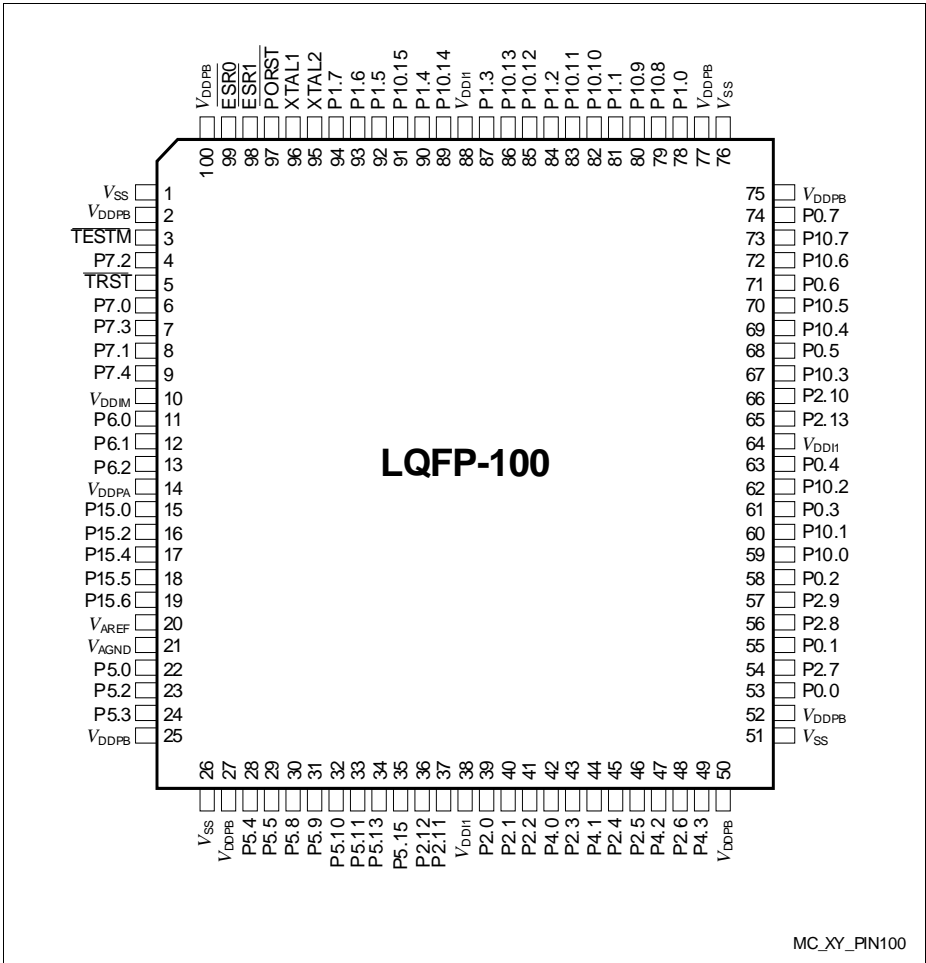 VDDPB ESR0 ESR1 PORST XTAL1 XTAL2 P1.7 P1.6 P1.5 P10.15 P1.4 P10.14 VDDI1 P1.3 P10.13 P10.12 P1.2 P10.11 P10.10 P1.1 P10.9 P10.8 P1.0 VDDPB VSS
100 99 98 97 96 95 94 93 92 91 90 89 88 87 86 85 84 83 82 81 80 79 78 77 76
VSS 1
VDDPB 2
TESTM 3
P7.2 4
TRST 5
P7.0 6
P7.3 7
P7.1 8
P7.4 9
VDDIM 10
P6.0 11
P6.1 12
P6.2 13
VDDPA 14
P15.0 15
P15.2 16
P15.4 17
P15.5 18
P15.6 19
VAREF 20
VAGND 21
P5.0 22
P5.2 23
P5.3 24
VDDPB 25
LQFP-100
75 VDDPB
74 P0.7
73 P10.7
72 P10.6
71 P0.6
70 P10.5
69 P10.4
68 P0.5
67 P10.3
66 P2.10
65 P2.13
64 VDDI1
63 P0.4
62 P10.2
61 P0.3
60 P10.1
59 P10.0
58 P0.2
57 P2.9
56 P2.8
55 P0.1
54 P2.7
53 P0.0
52 VDDPB
51 VSS
26 27 28 29 30 31 32 33 34 35 36 37 38 39 40 41 42 43 44 45 46 47 48 49 50
VSS VDDPB P5.4 P5.5 P5.8 P5.9 P5.10 P5.11 P5.13 P5.15 P2.12 P2.11 VDDI1 P2.0 P2.1 P2.2 P4.0 P2.3 P4.1 P2.4 P2.5 P4.2 P2.6 P4.3 VDDPB
MC_XY_PIN100